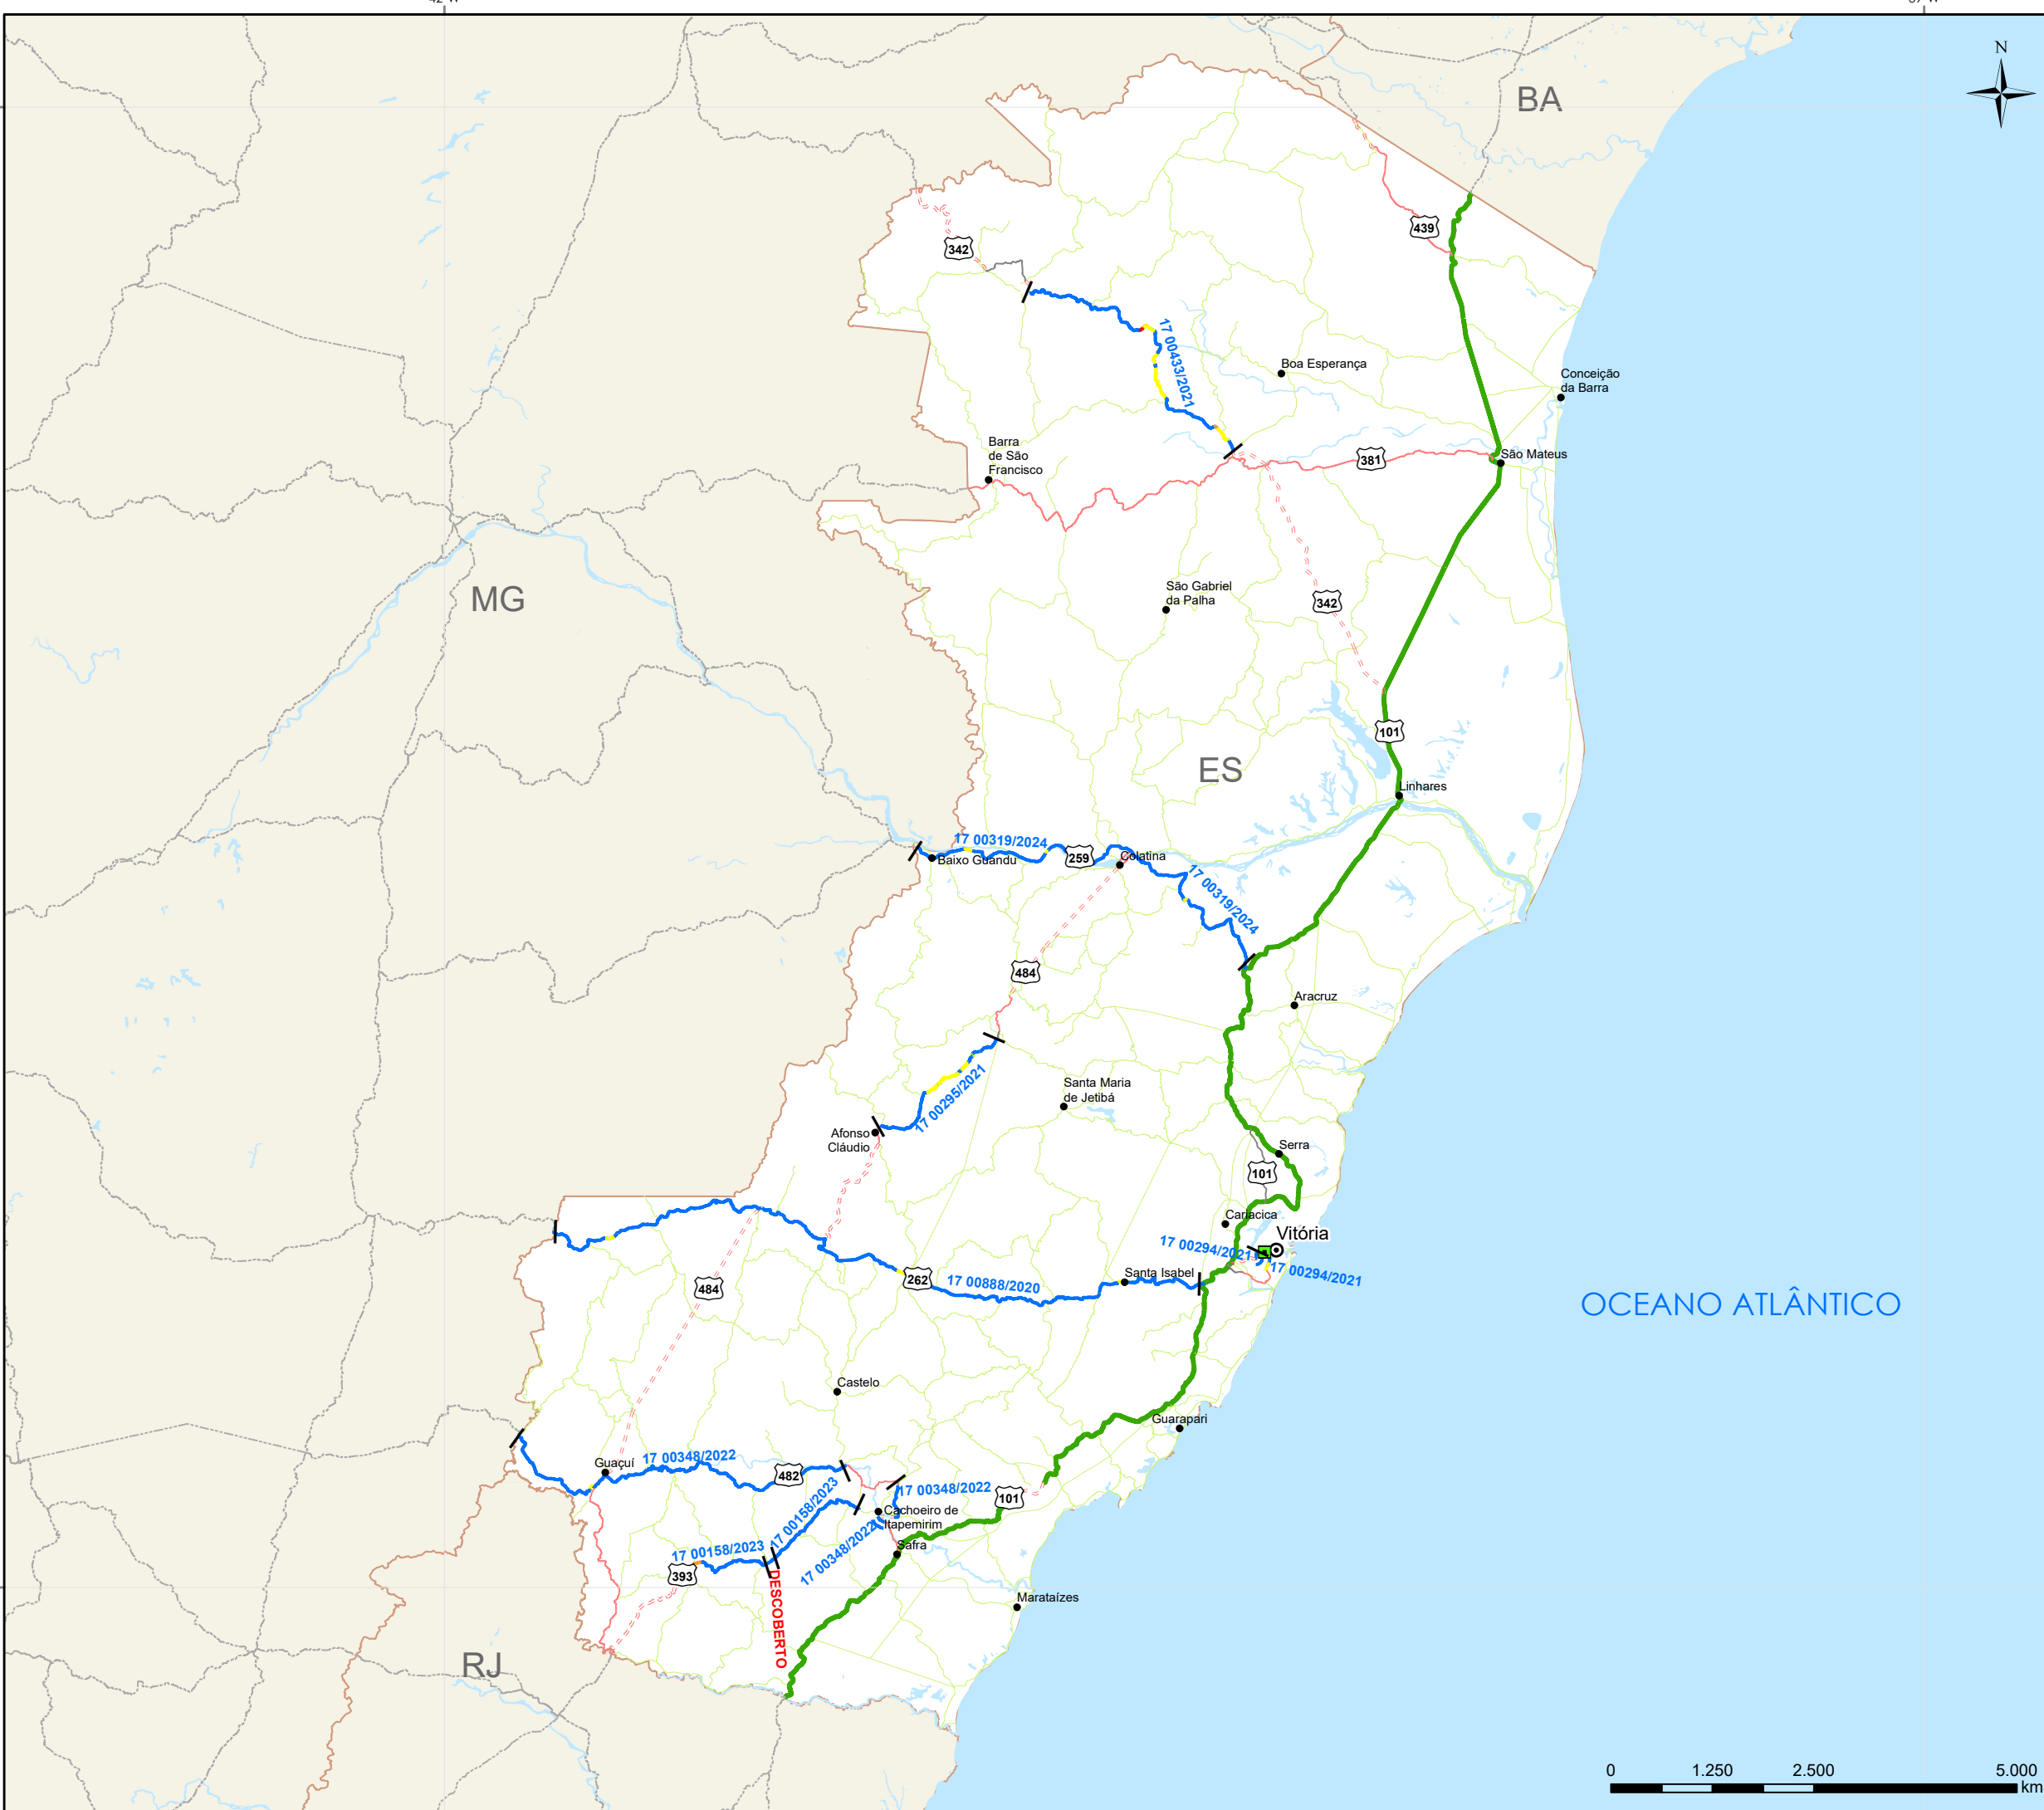 N
BA
439
342
17 00433/2021
Boa Esperança
Conceição
da Barra
Barra
de São
Francisco
381
São Mateus
MG
São Gabriel
da Palha
342
101
ES
Linhares
17 00319/2024
259
Baixo Guandu
Colatina
17 00319/2024
484
Aracruz
17 00295/2021
Santa Maria
de Jetibá
Afonso
Cláudio
Serra
101
Cariacica
Vitória
17 00294/2021
17 00294/2021
Santa Isabel
262
17 00888/2020
484
OCEANO ATLÂNTICO
Castelo
Guarapari
Guaçuí
17 00348/2022
482
17 00348/2022
101
17 00158/2023
Cachoeiro de
Itapemirim
17 00348/2022
Safra
17 00158/2023
393
DESCOBERTO
Marataízes
RJ
0 1.250 2.500 5.000
km